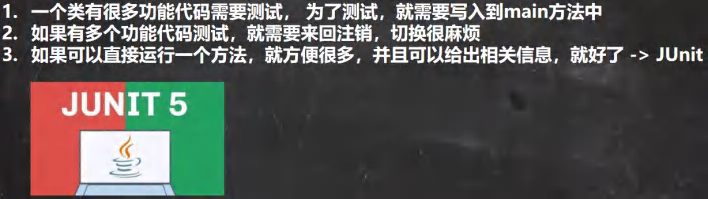 1. 一个类有很多功能代码需要测试，为了测试，就需要写入到main方法中
2. 如果有多个功能代码测试，就需要来回注销，切换很麻烦
3. 如果可以直接运行一个方法，就方便很多，并且可以给出相关信息，就好了 -> JUnit
JUNIT 5